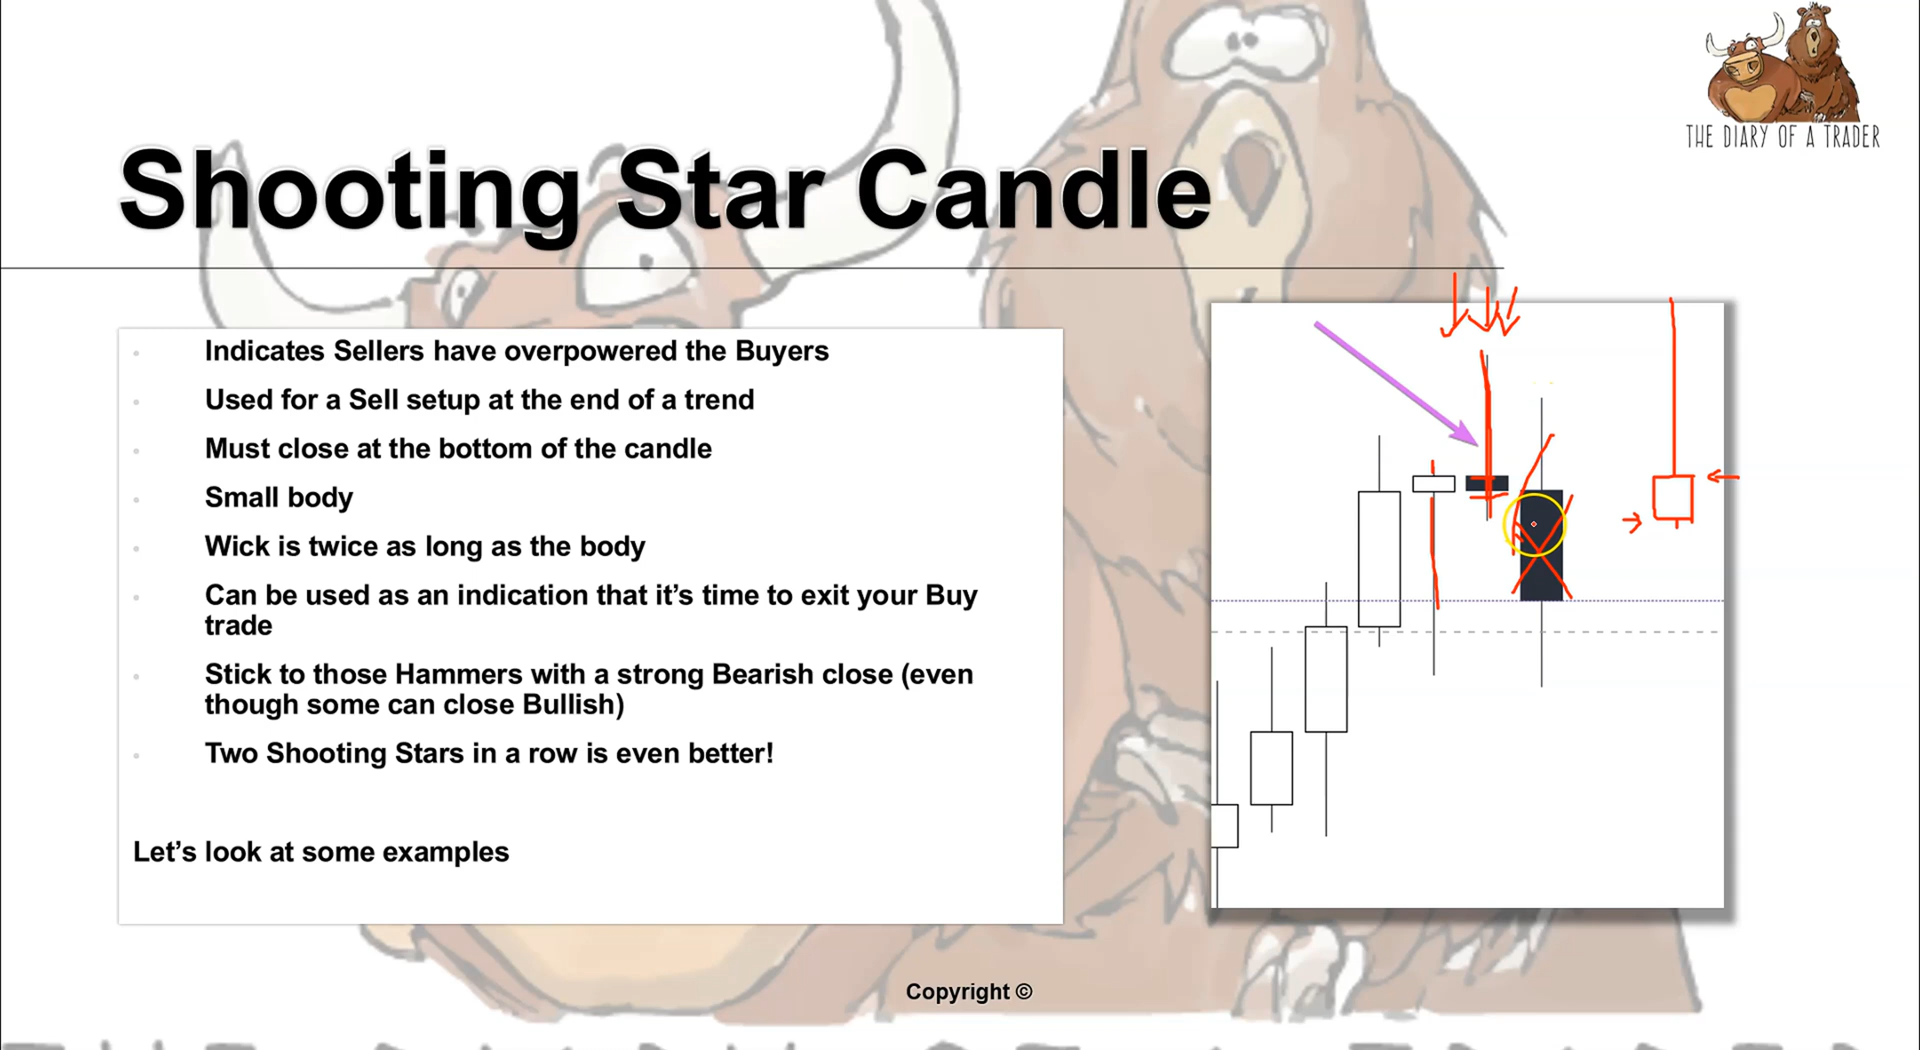 THE DIARY OF A TRADER
Shooting Star Candle
Indicates Sellers have overpowered the Buyers
Used for a Sell setup at the end of a trend
Must close at the bottom of the candle
Small body
Wick is twice as long as the body
Can be used as an indication that it’s time to exit your Buy
trade
Stick to those Hammers with a strong Bearish close (even
though some can close Bullish)
Two Shooting Stars in a row is even better!
Let’s look at some examples
Copyright ©